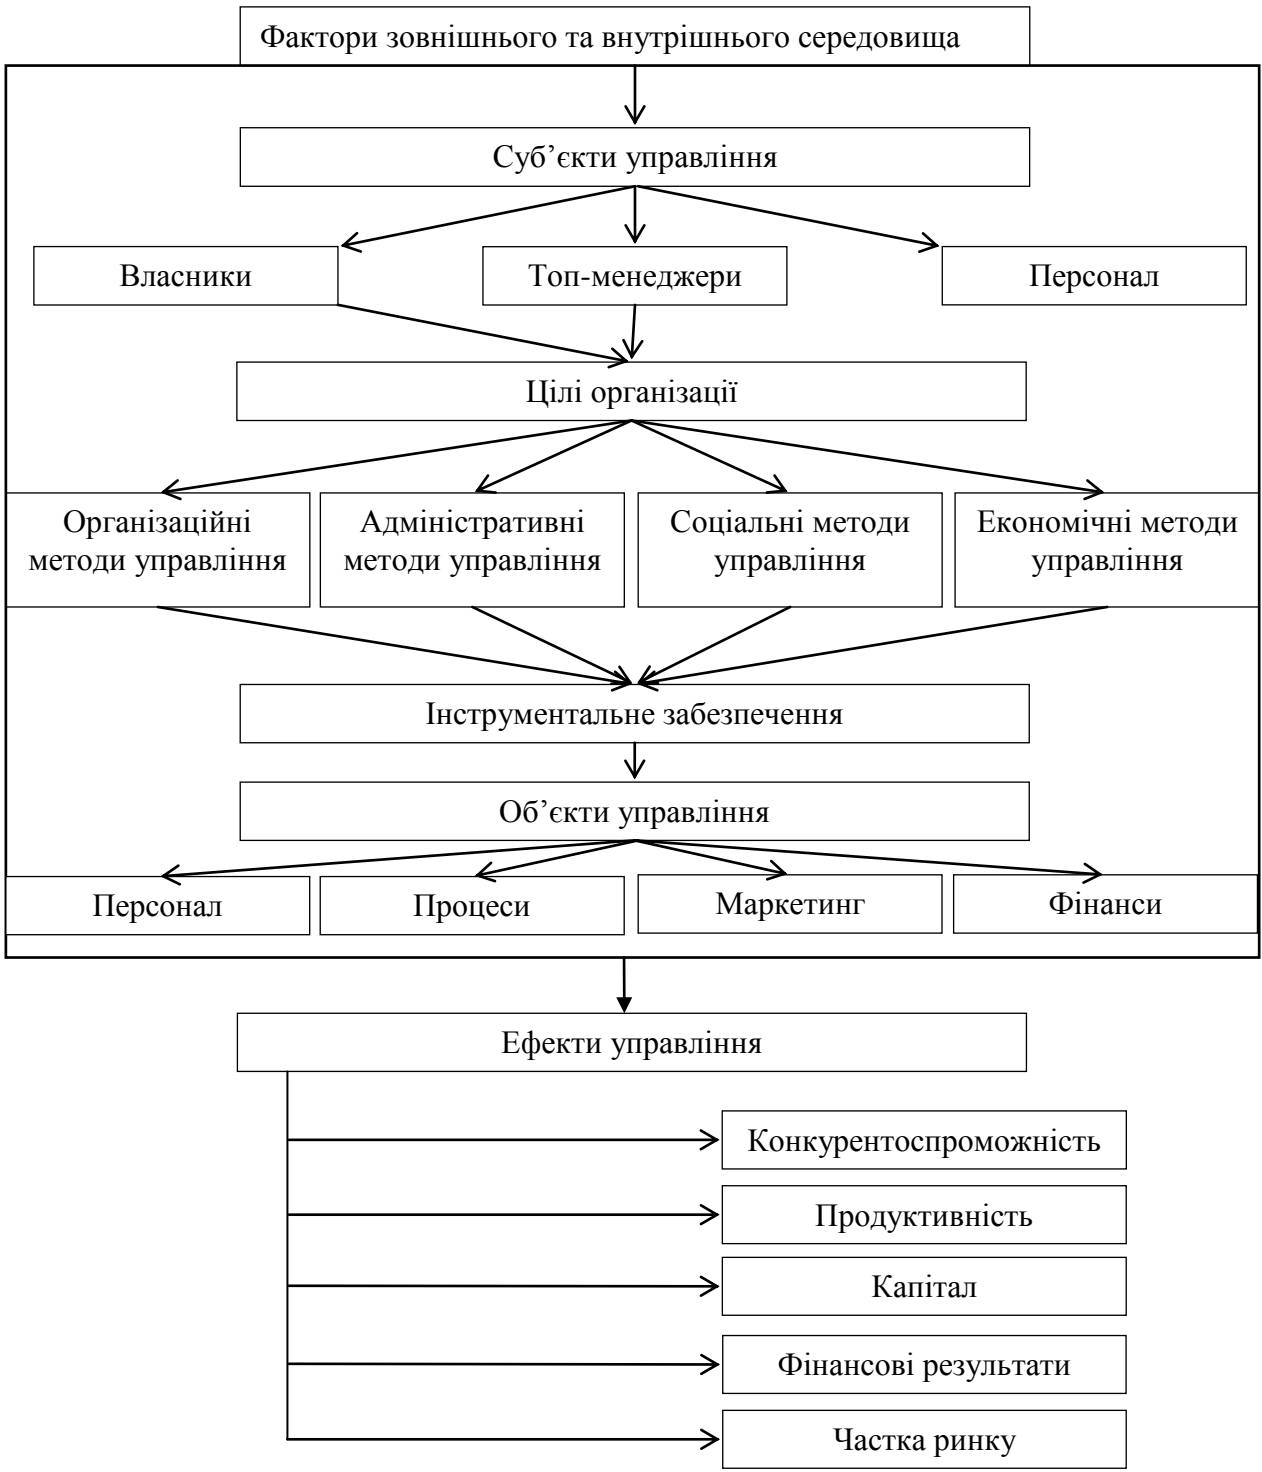 Фактори зовнішнього та внутрішнього середовища
Суб’єкти управління
Власники
Топ-менеджери
Персонал
Цілі організації
Організаційні
методи управління
Адміністративні
методи управління
Соціальні методи
управління
Економічні методи
управління
Інструментальне забезпечення
Об’єкти управління
Персонал
Процеси
Маркетинг
Фінанси
Ефекти управління
Конкурентоспроможність
Продуктивність
Капітал
Фінансові результати
Частка ринку